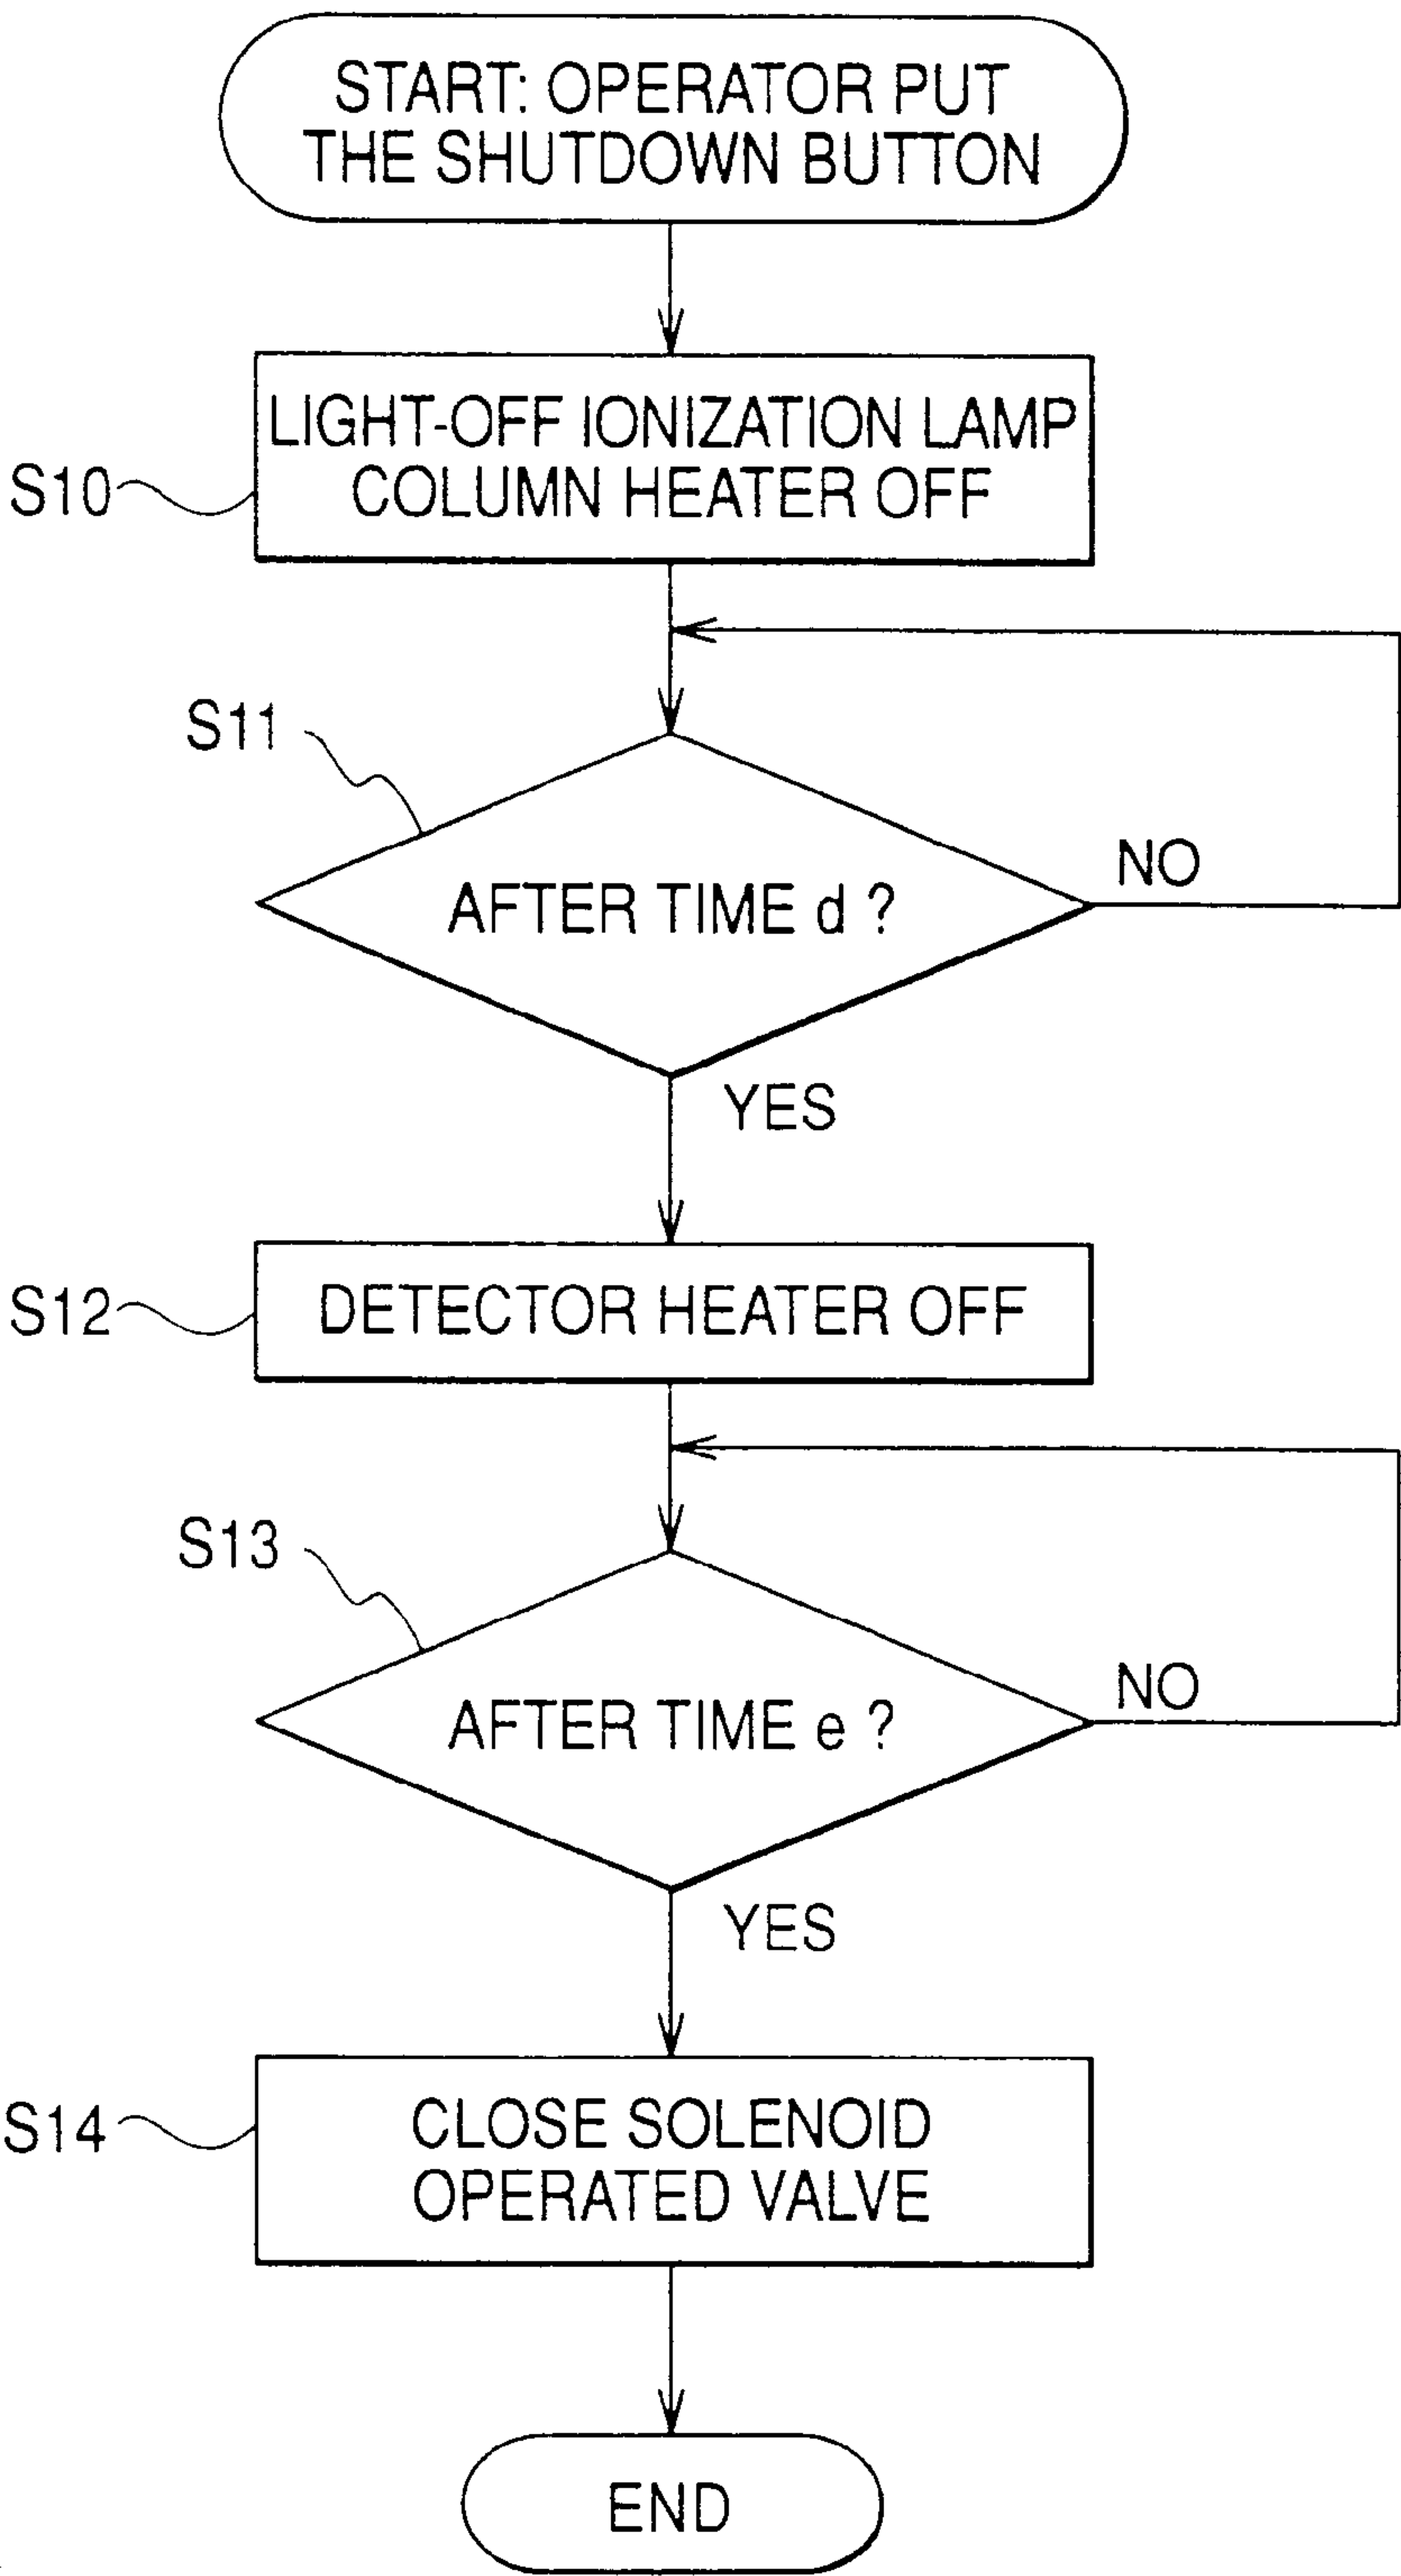 START: OPERATOR PUT
THE SHUTDOWN BUTTON
LIGHT-OFF IONIZATION LAMP
COLUMN HEATER OFF
S10
S11
AFTER TIME d ?
NO
YES
S12
DETECTOR HEATER OFF
S13
AFTER TIME e ?
NO
YES
S14
CLOSE SOLENOID
OPERATED VALVE
END